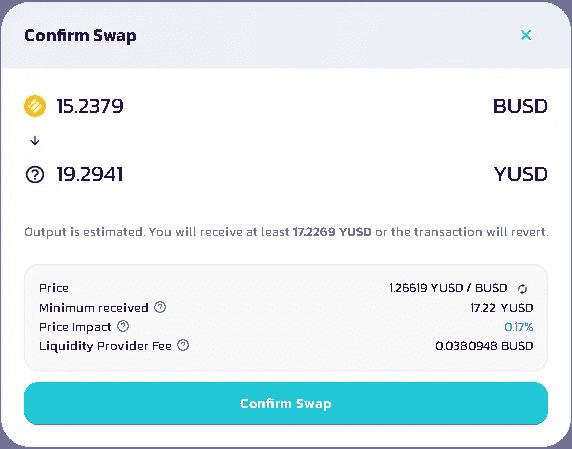 Confirm Swap
15.2379 BUSD
19.2941 YUSD
Output is estimated. You will receive at least 17.2269 YUSD or the transaction will revert.
Price 1.26619 YUSD / BUSD
Minimum received 17.22 YUSD
Price Impact 0.17%
Liquidity Provider Fee 0.0380948 BUSD
Confirm Swap